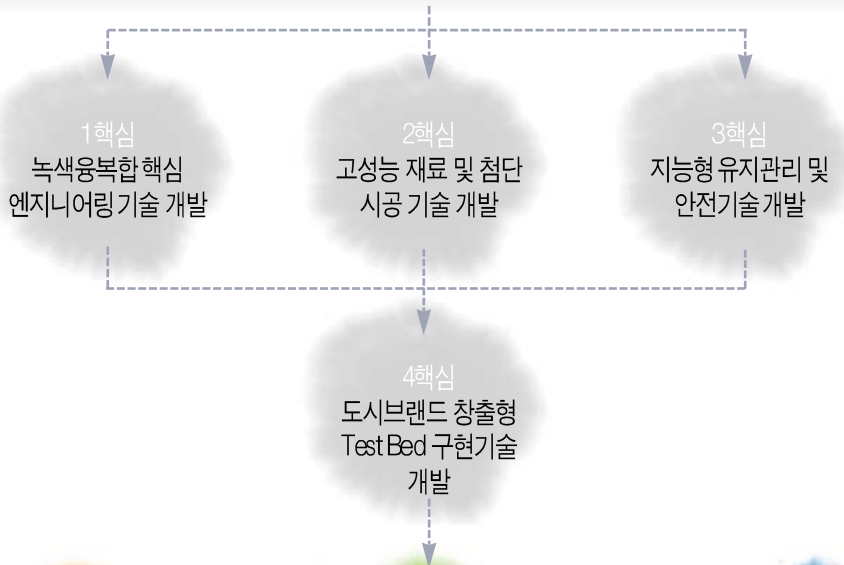 1핵심
녹색융복합 핵심
엔지니어링 기술 개발
2핵심
고성능 재료 및 첨단
시공 기술 개발
3핵심
지능형 유지관리 및
안전기술 개발
4핵심
도시브랜드 창출형
Test Bed 구현기술
개발